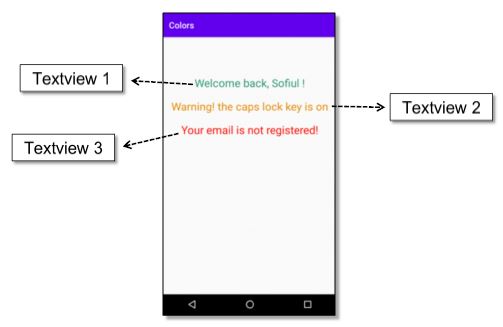 Colors
Textview 1
Welcome back, Sofiul !
Warning! the caps lock key is on
Textview 2
Your email is not registered!
Textview 3